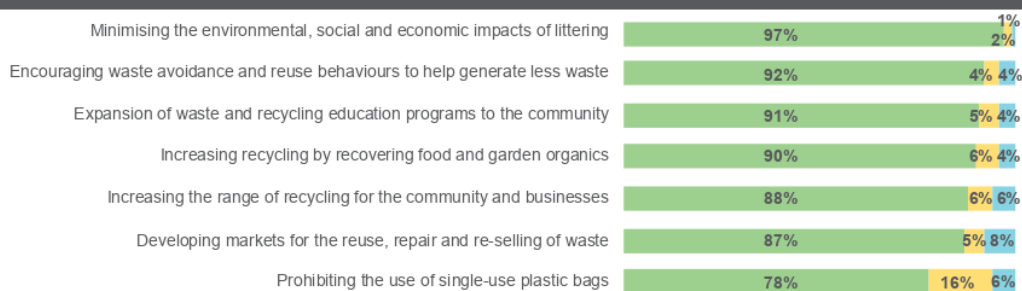 Minimising the environmental, social and economic impacts of littering 97% 2% 1%
Encouraging waste avoidance and reuse behaviours to help generate less waste 92% 4% 4%
Expansion of waste and recycling education programs to the community 91% 5% 4%
Increasing recycling by recovering food and garden organics 90% 6% 4%
Increasing the range of recycling for the community and businesses 88% 6% 6%
Developing markets for the reuse, repair and re-selling of waste 87% 5% 8%
Prohibiting the use of single-use plastic bags 78% 16% 6%